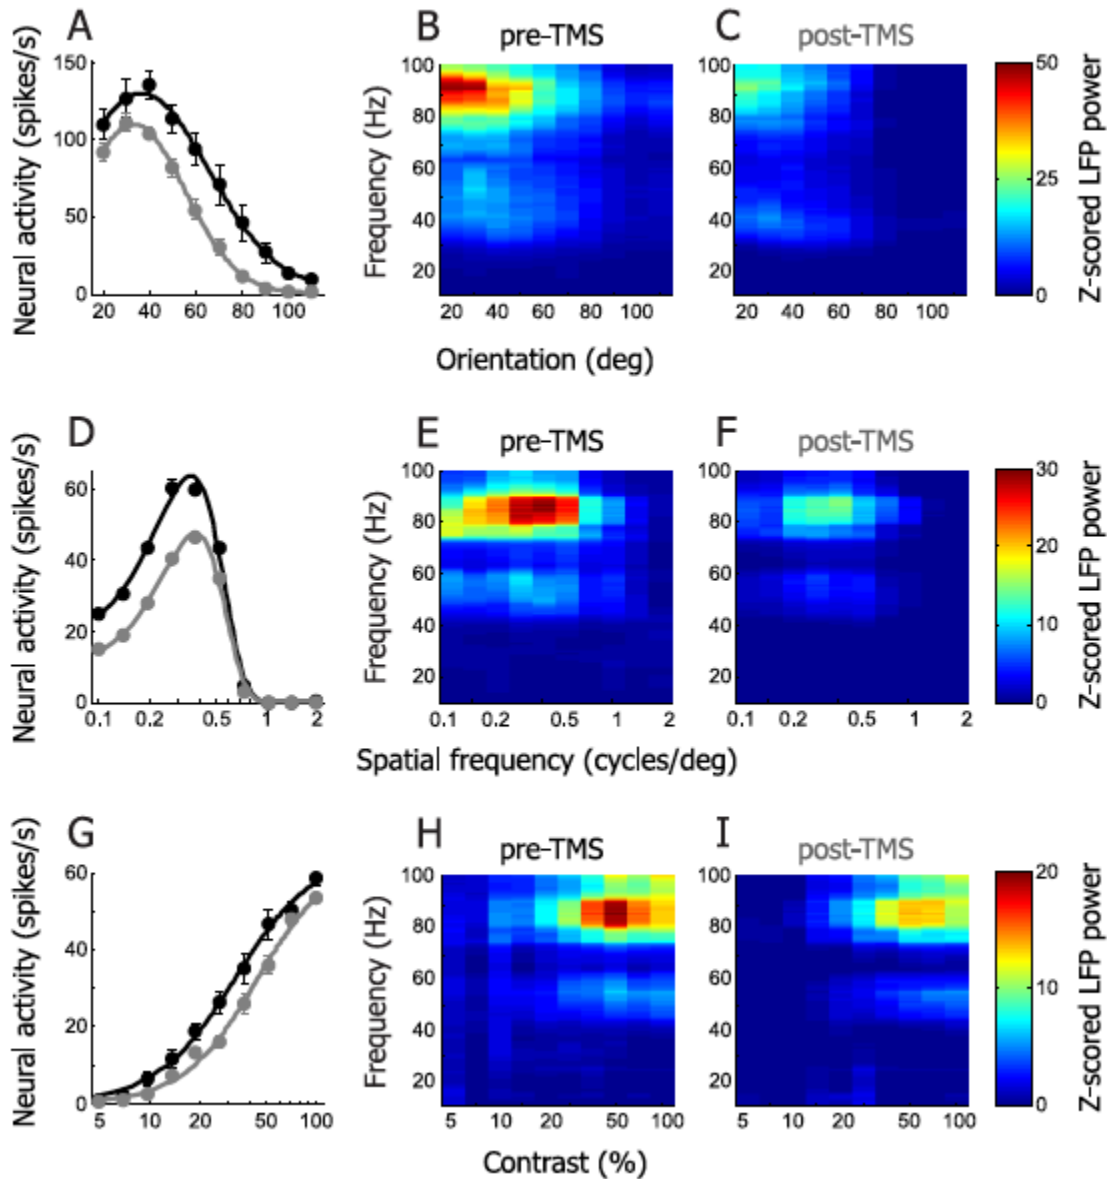 A
B
C
pre-TMS
post-TMS
Neural activity (spikes/s)
150
100
50
0
20 40 60 80 100
Frequency (Hz)
100
80
60
40
20
20 40 60 80 100
100
80
60
40
20
20 40 60 80 100
50
25
0
Z-scored LFP power
Orientation (deg)
D
E
F
pre-TMS
post-TMS
Neural activity (spikes/s)
60
40
20
0
0.1 0.2 0.5 1 2
Frequency (Hz)
100
80
60
40
20
0.1 0.2 0.5 1 2
100
80
60
40
20
0.1 0.2 0.5 1 2
30
20
10
0
Z-scored LFP power
Spatial frequency (cycles/deg)
G
H
I
pre-TMS
post-TMS
Neural activity (spikes/s)
60
40
20
0
5 10 20 50 100
Frequency (Hz)
100
80
60
40
20
5 10 20 50 100
100
80
60
40
20
5 10 20 50 100
20
10
0
Z-scored LFP power
Contrast (%)